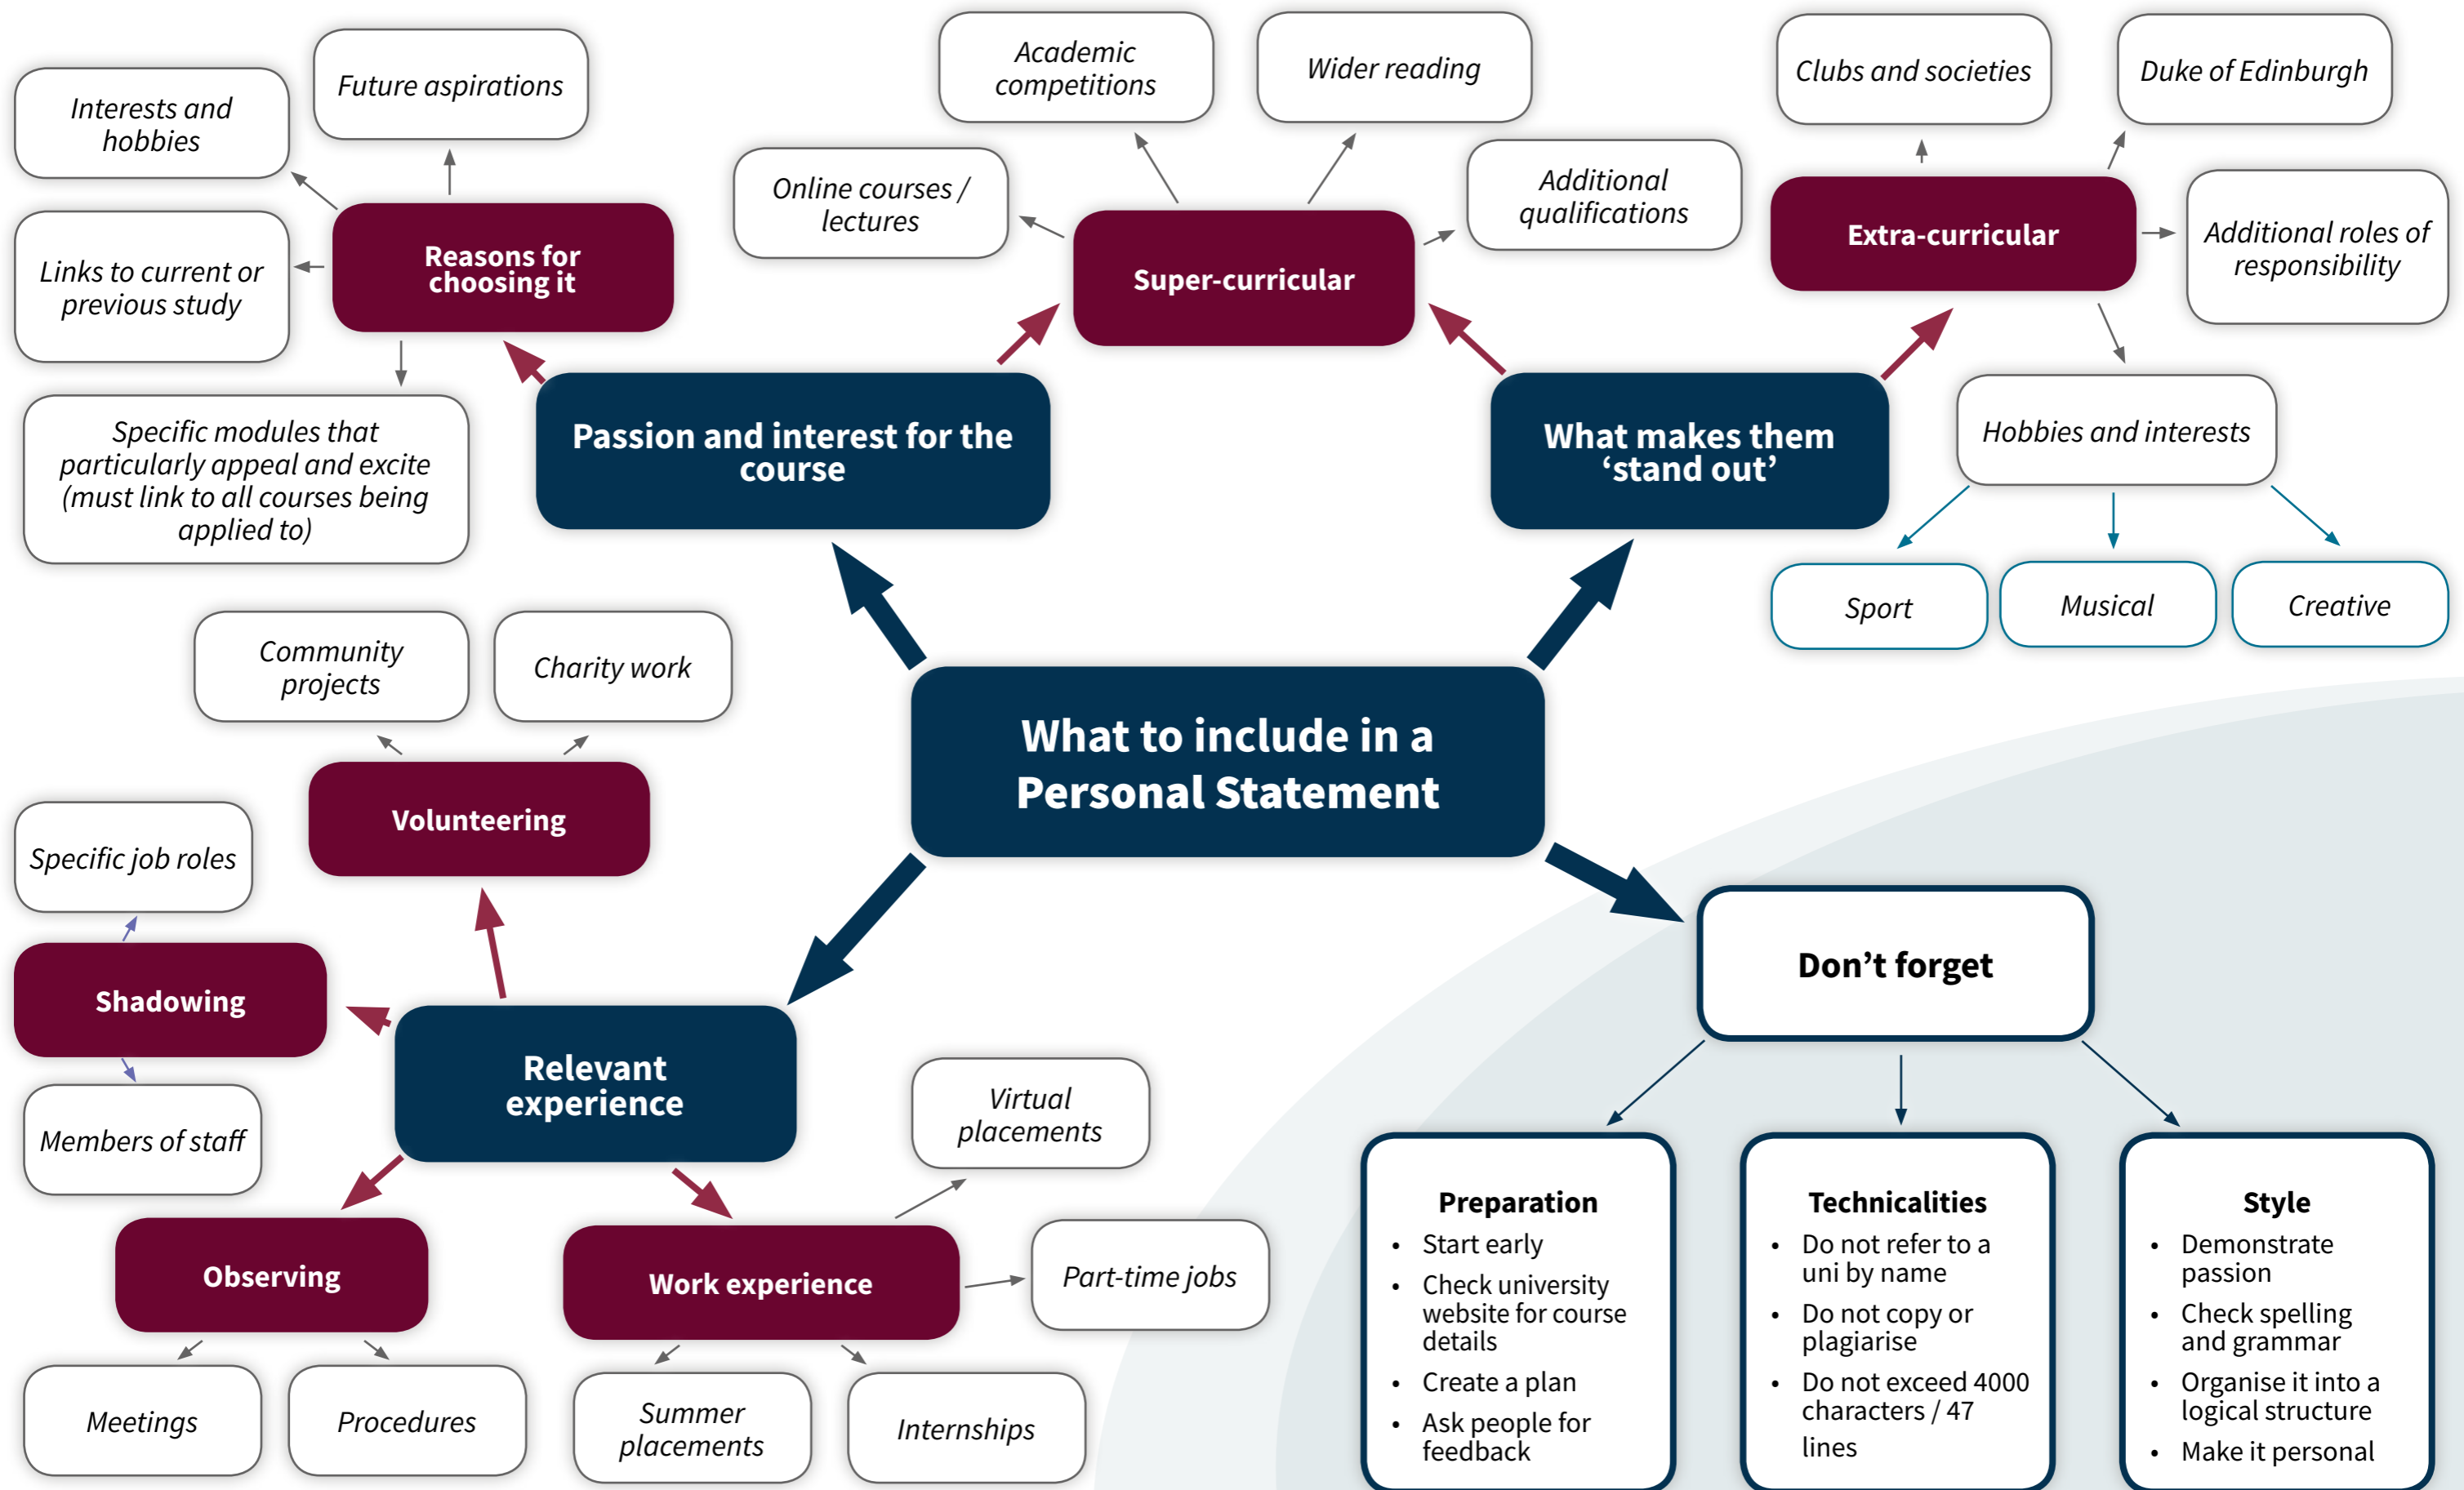 Future aspirations
Interests and
hobbies
Links to current or
previous study
Reasons for
choosing it
Specific modules that
particularly appeal and excite
(must link to all courses being
applied to)
Passion and interest for the
course
Academic
competitions
Wider reading
Online courses /
lectures
Additional
qualifications
Super-curricular
Clubs and societies
Duke of Edinburgh
Extra-curricular
Additional roles of
responsibility
What makes them
‘stand out’
Hobbies and interests
Sport
Musical
Creative
What to include in a
Personal Statement
Community
projects
Charity work
Volunteering
Specific job roles
Shadowing
Members of staff
Relevant
experience
Observing
Meetings
Procedures
Work experience
Virtual
placements
Part-time jobs
Summer
placements
Internships
Don’t forget
Preparation
• Start early
• Check university
website for course
details
• Create a plan
• Ask people for
feedback
Technicalities
• Do not refer to a
uni by name
• Do not copy or
plagiarise
• Do not exceed 4000
characters / 47
lines
Style
• Demonstrate
passion
• Check spelling
and grammar
• Organise it into a
logical structure
• Make it personal